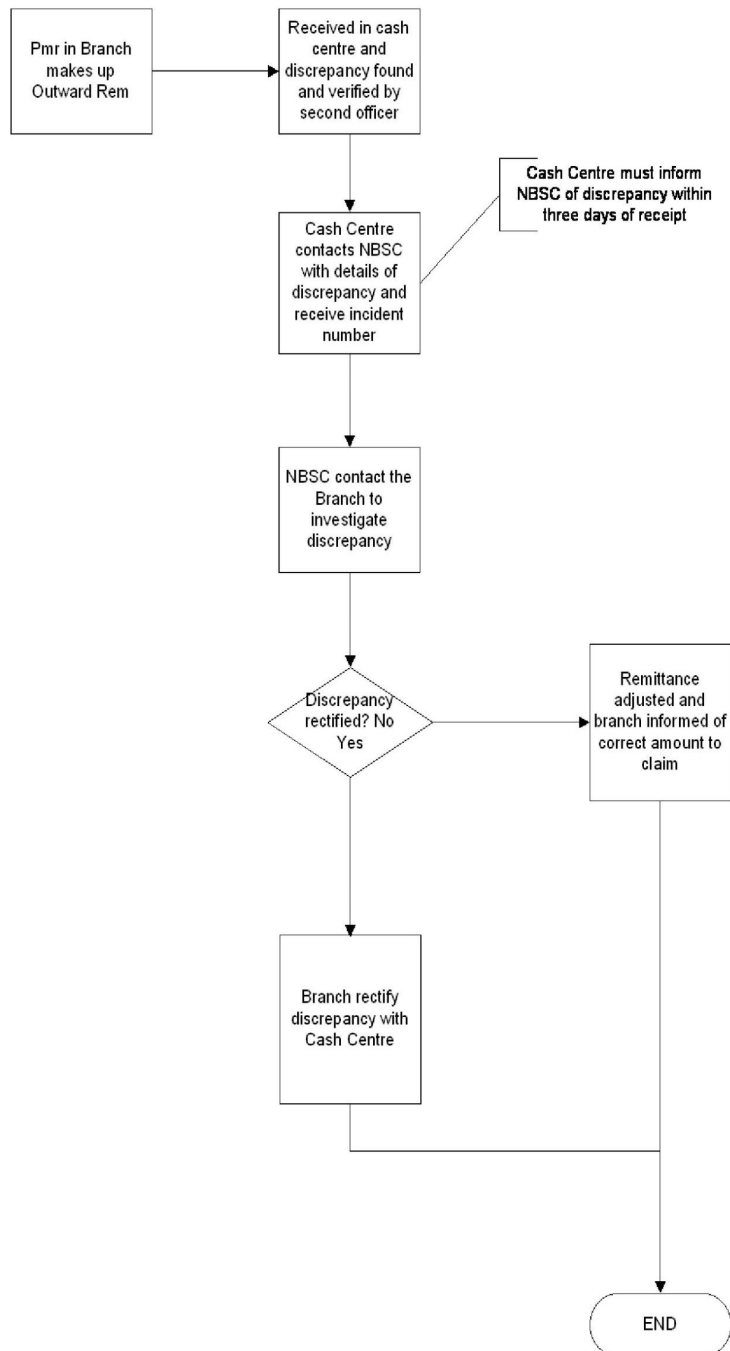 Pmr in Branch
makes up
Outward Rem
Received in cash
centre and
discrepancy found
and verified by
second officer
Cash Centre must inform
NBSC of discrepancy within
three days of receipt
Cash Centre
contacts NBSC
with details of
discrepancy and
receive incident
number
NBSC contact the
Branch to
investigate
discrepancy
Discrepancy
rectified? No
Yes
Remittance
adjusted and
branch informed of
correct amount to
claim
Branch rectify
discrepancy with
Cash Centre
END